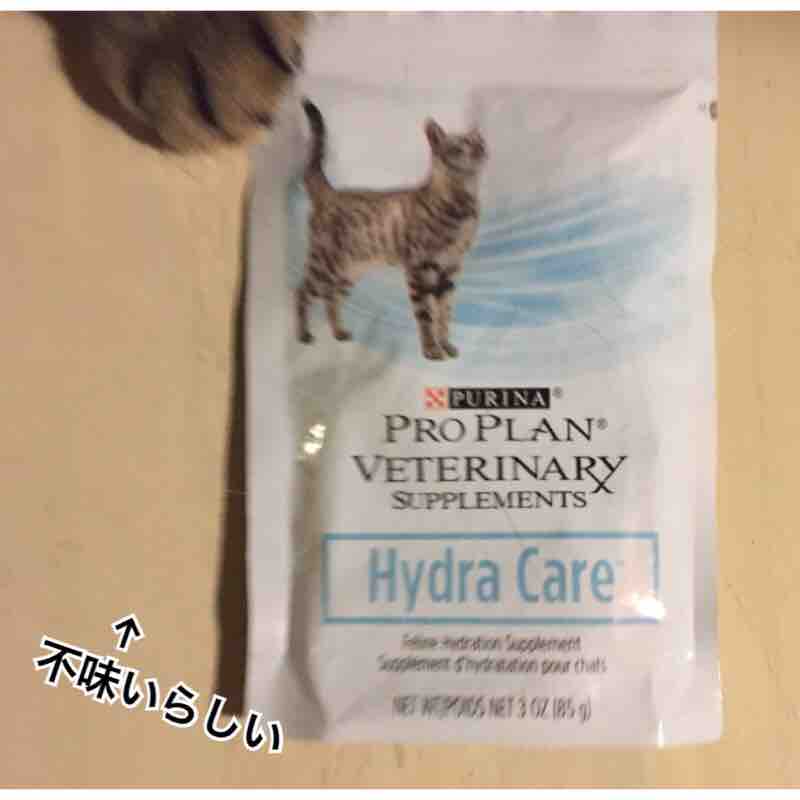 PURINA®
PRO PLAN®
VETERINARY
SUPPLEMENTS
Hydra Care™
Feline Hydration Supplement
Supplément d'hydratation pour chats
NET WT/POIDS NET 3 OZ (85 g)
↑
不味いらしい